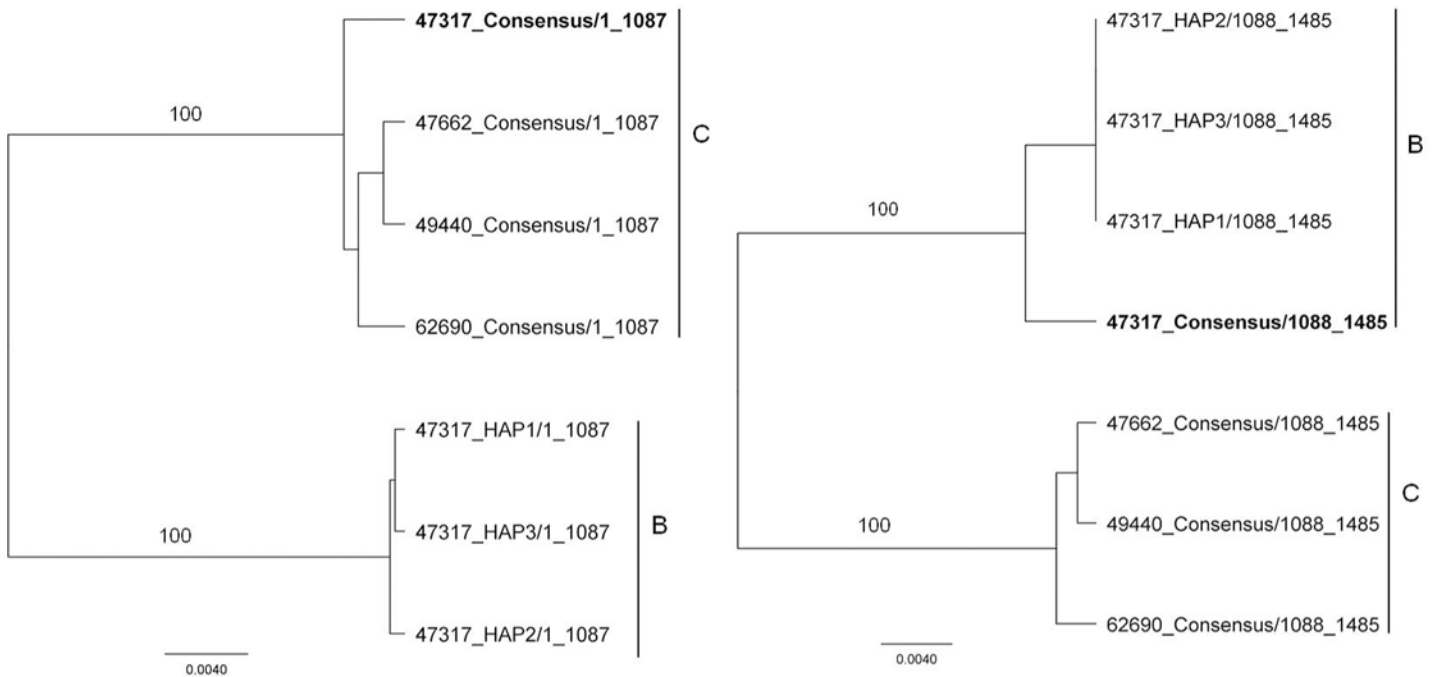 47317_Consensus/1_1087
100
47662_Consensus/1_1087
C
49440_Consensus/1_1087
62690_Consensus/1_1087
47317_HAP1/1_1087
100
47317_HAP3/1_1087
B
47317_HAP2/1_1087
0.0040
47317_HAP2/1088_1485
47317_HAP3/1088_1485
B
100
47317_HAP1/1088_1485
47317_Consensus/1088_1485
47662_Consensus/1088_1485
C
100
49440_Consensus/1088_1485
62690_Consensus/1088_1485
0.0040